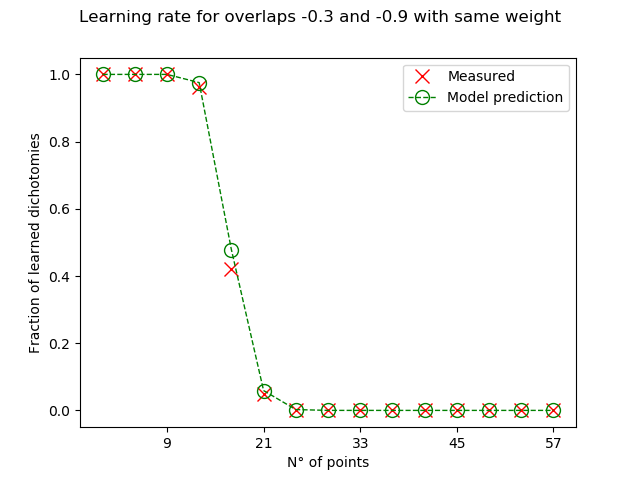 Learning rate for overlaps -0.3 and -0.9 with same weight
Measured
Model prediction
Fraction of learned dichotomies
1.0
0.8
0.6
0.4
0.2
0.0
9 21 33 45 57
N° of points